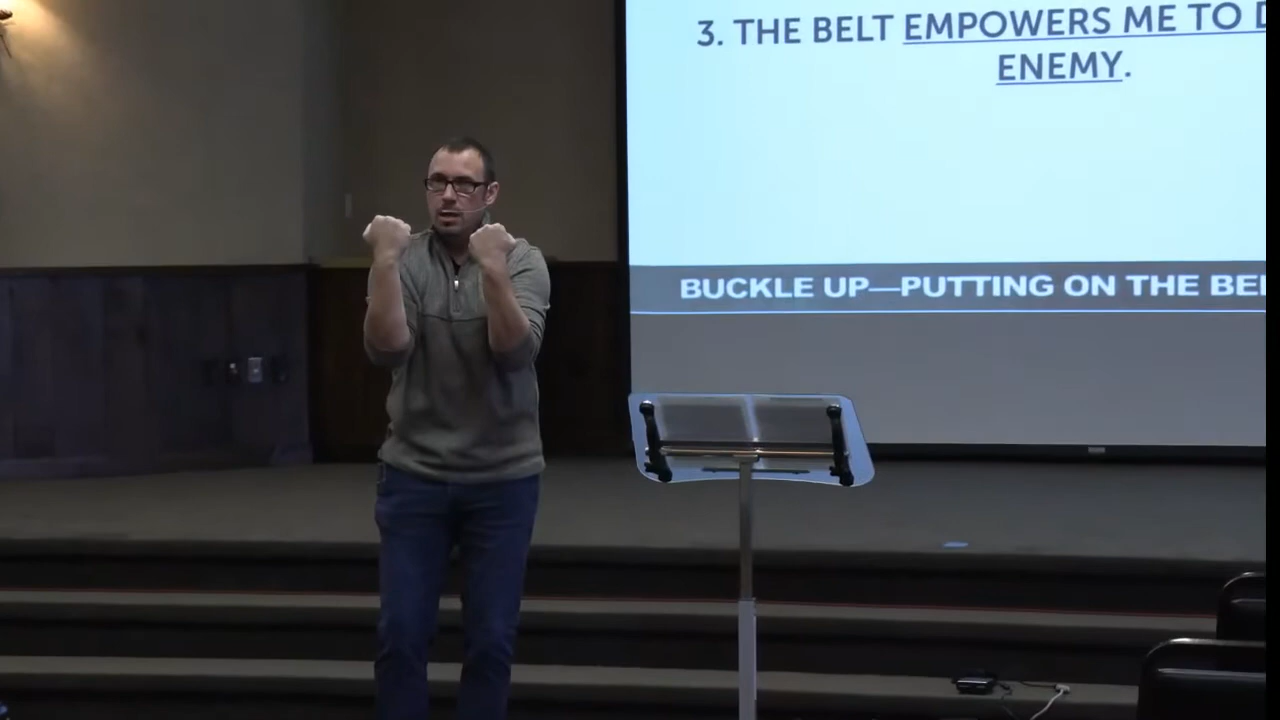 3. THE BELT EMPOWERS ME TO
ENEMY.
BUCKLE UP—PUTTING ON THE